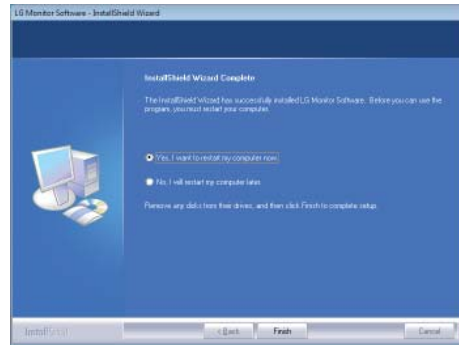 LG Monitor Software - InstallShield Wizard
InstallShield Wizard Complete
The InstallShield Wizard has successfully installed LG Monitor Software. Before you can use the
program, you must restart your computer.
Yes, I want to restart my computer now.
No, I will restart my computer later.
Remove any disks from their drives, and then click Finish to complete setup.
InstallShield
< Back Finish Cancel